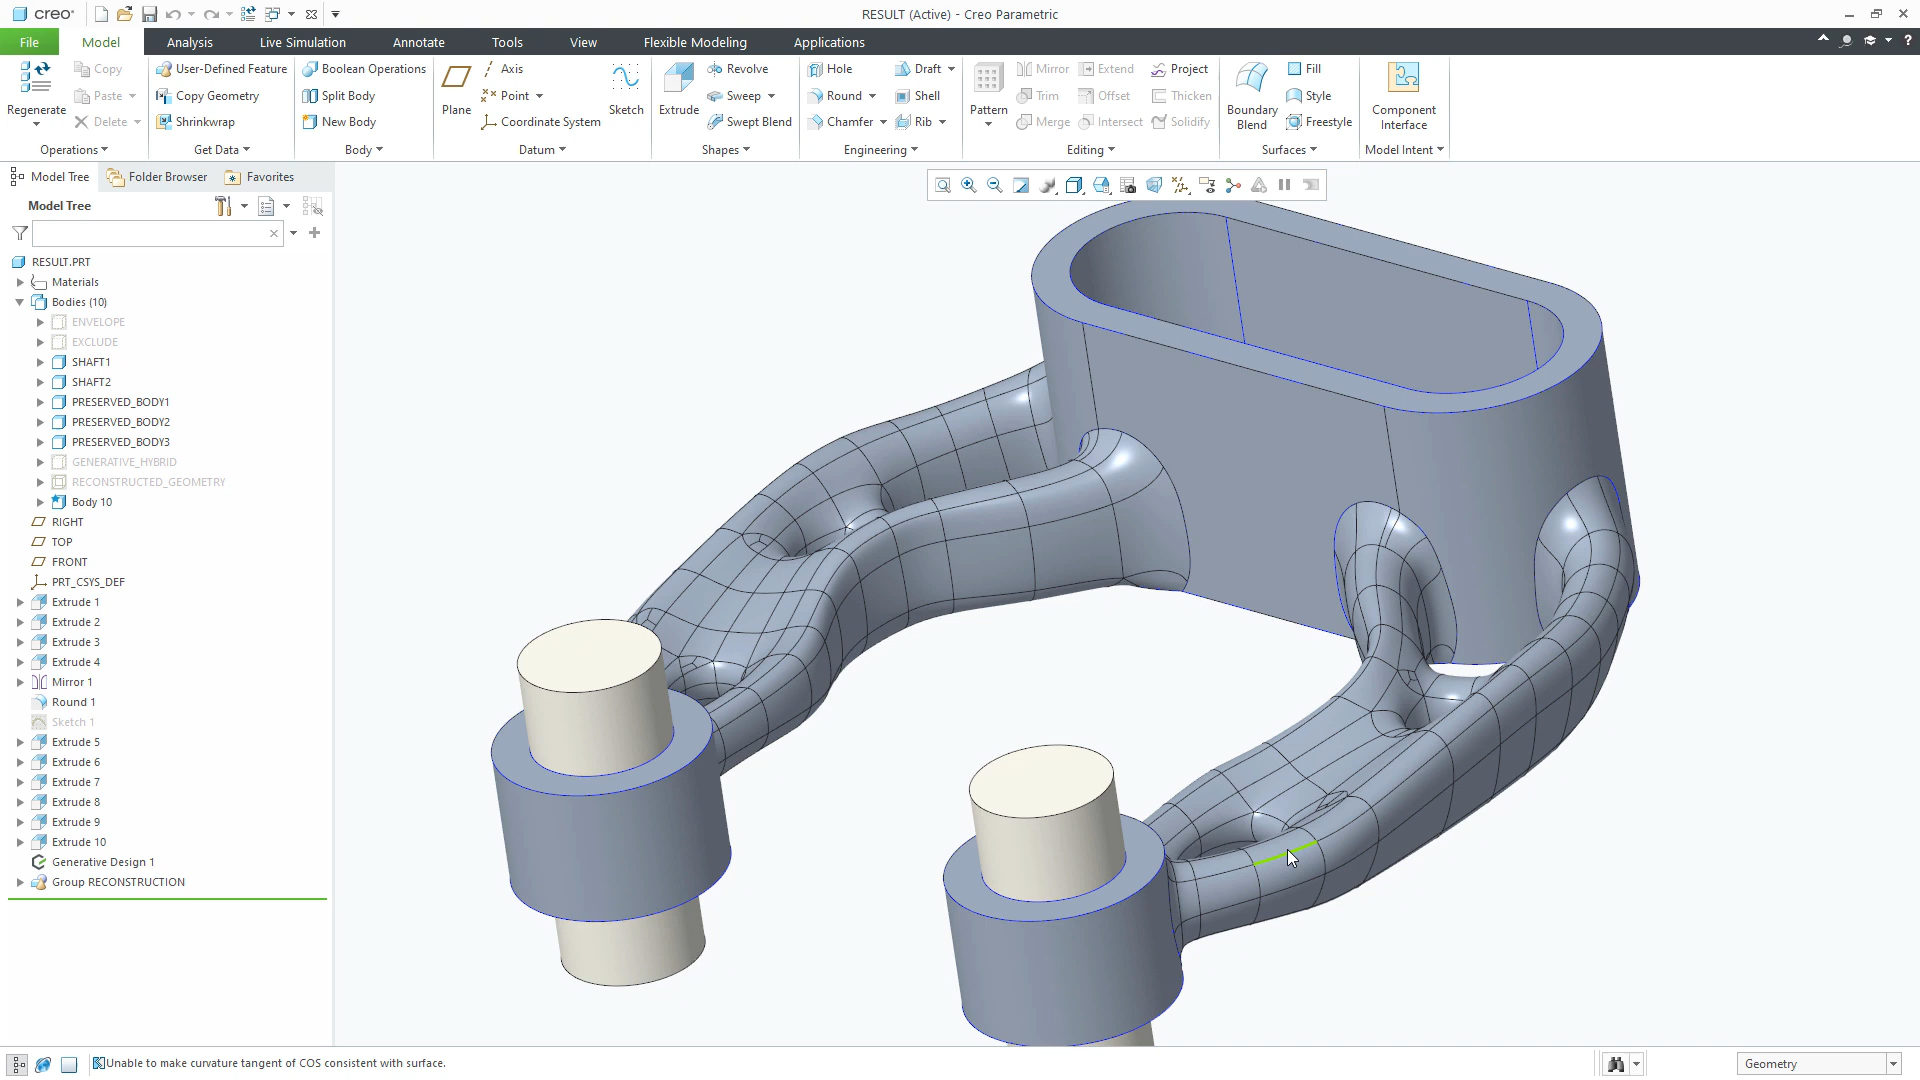 creo
RESULT (Active) - Creo Parametric
File
Model
Analysis
Live Simulation
Annotate
Tools
View
Flexible Modeling
Applications
Regenerate
Copy
Paste
Delete
Operations
User-Defined Feature
Copy Geometry
Shrinkwrap
Get Data
Boolean Operations
Split Body
New Body
Body
Plane
Axis
Point
Coordinate System
Sketch
Datum
Extrude
Revolve
Sweep
Swept Blend
Shapes
Hole
Round
Chamfer
Draft
Shell
Rib
Engineering
Pattern
Mirror
Trim
Merge
Extend
Offset
Intersect
Project
Thicken
Solidify
Editing
Boundary
Blend
Fill
Style
Freestyle
Surfaces
Component
Interface
Model Intent
Model Tree
Folder Browser
Favorites
Model Tree
RESULT.PRT
Materials
Bodies (10)
ENVELOPE
EXCLUDE
SHAFT1
SHAFT2
PRESERVED_BODY1
PRESERVED_BODY2
PRESERVED_BODY3
GENERATIVE_HYBRID
RECONSTRUCTED_GEOMETRY
Body 10
RIGHT
TOP
FRONT
PRT_CSYS_DEF
Extrude 1
Extrude 2
Extrude 3
Extrude 4
Mirror 1
Round 1
Sketch 1
Extrude 5
Extrude 6
Extrude 7
Extrude 8
Extrude 9
Extrude 10
Generative Design 1
Group RECONSTRUCTION
Unable to make curvature tangent of COS consistent with surface.
Geometry